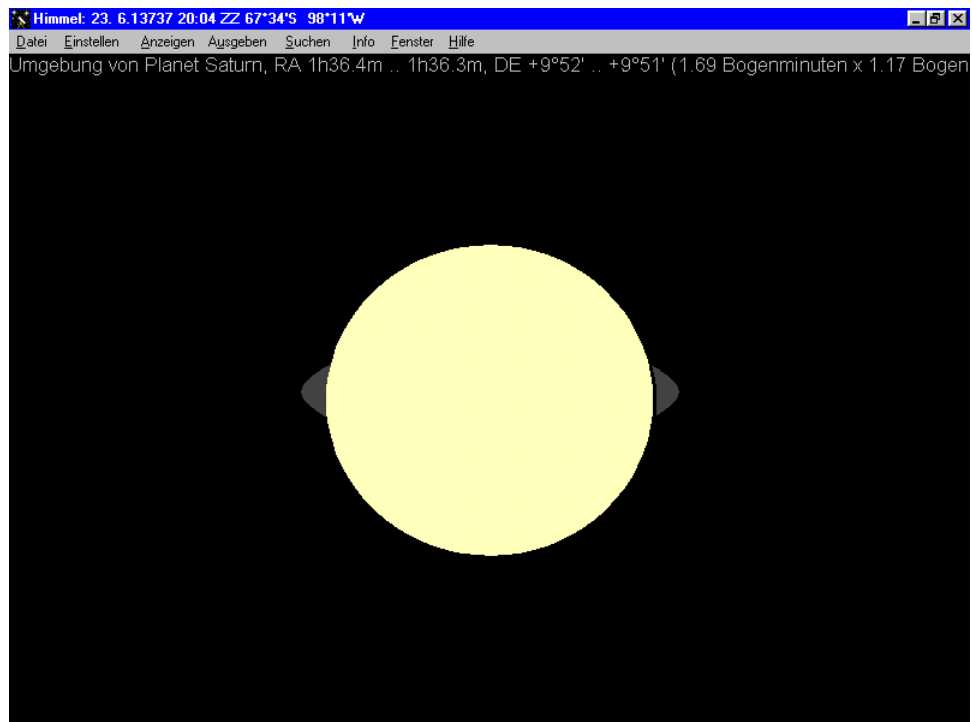 Himmel: 23. 6.13737 20:04 ZZ 67°34'S 98°11'W
Datei Einstellen Anzeigen Ausgeben Suchen Info Fenster Hilfe
Umgebung von Planet Saturn, RA 1h36.4m .. 1h36.3m, DE +9°52' .. +9°51' (1.69 Bogenminuten x 1.17 Bogen